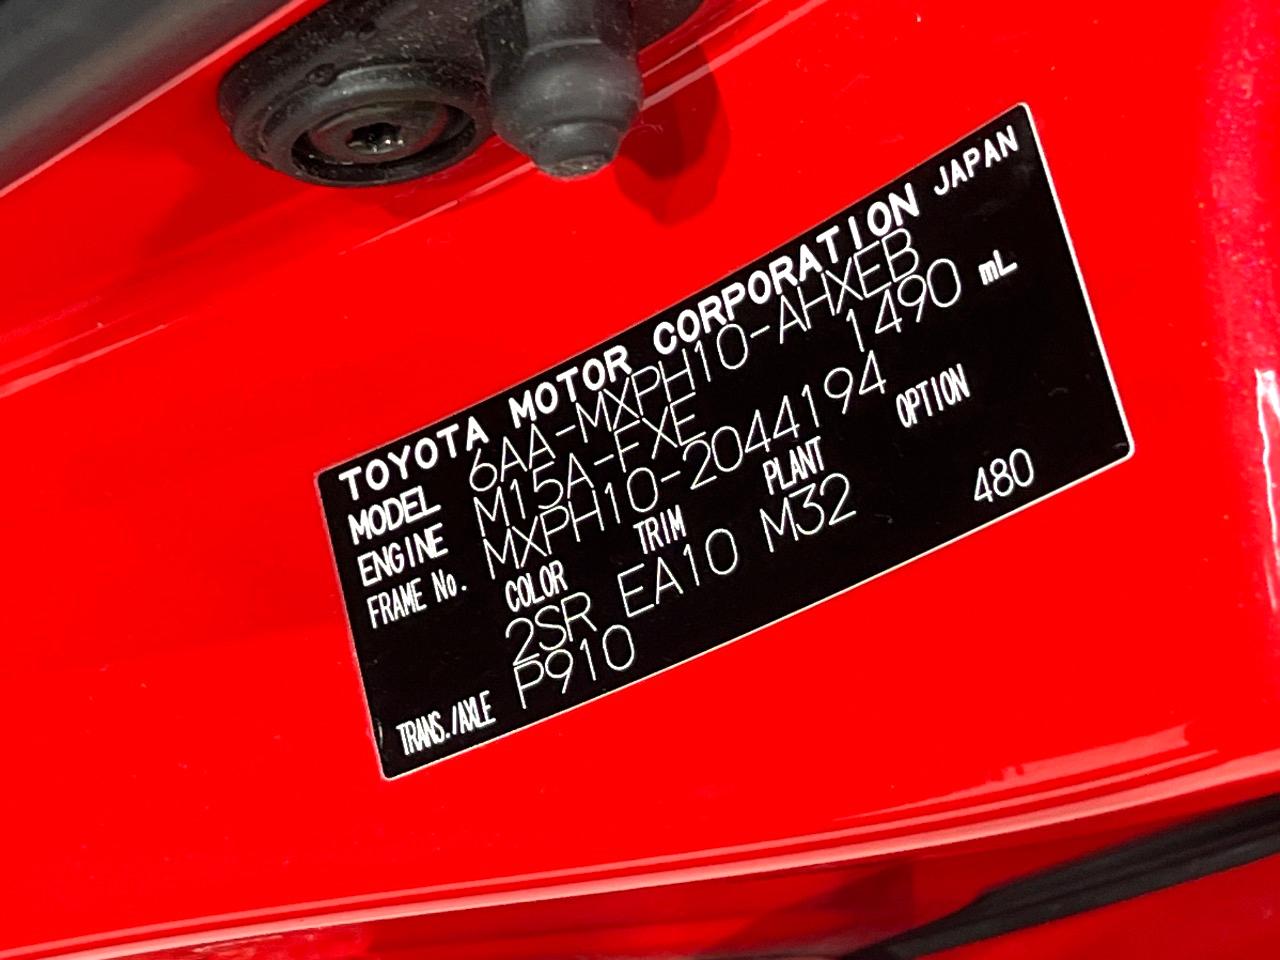 TOYOTA MOTOR CORPORATION JAPAN
MODEL 6AA-MXPH10-AHXEB
ENGINE M15A-FXE 1490 mL
FRAME No. MXPH10-2044194
COLOR TRIM PLANT OPTION
2SR EA10 M32 480
TRANS./AXLE P910